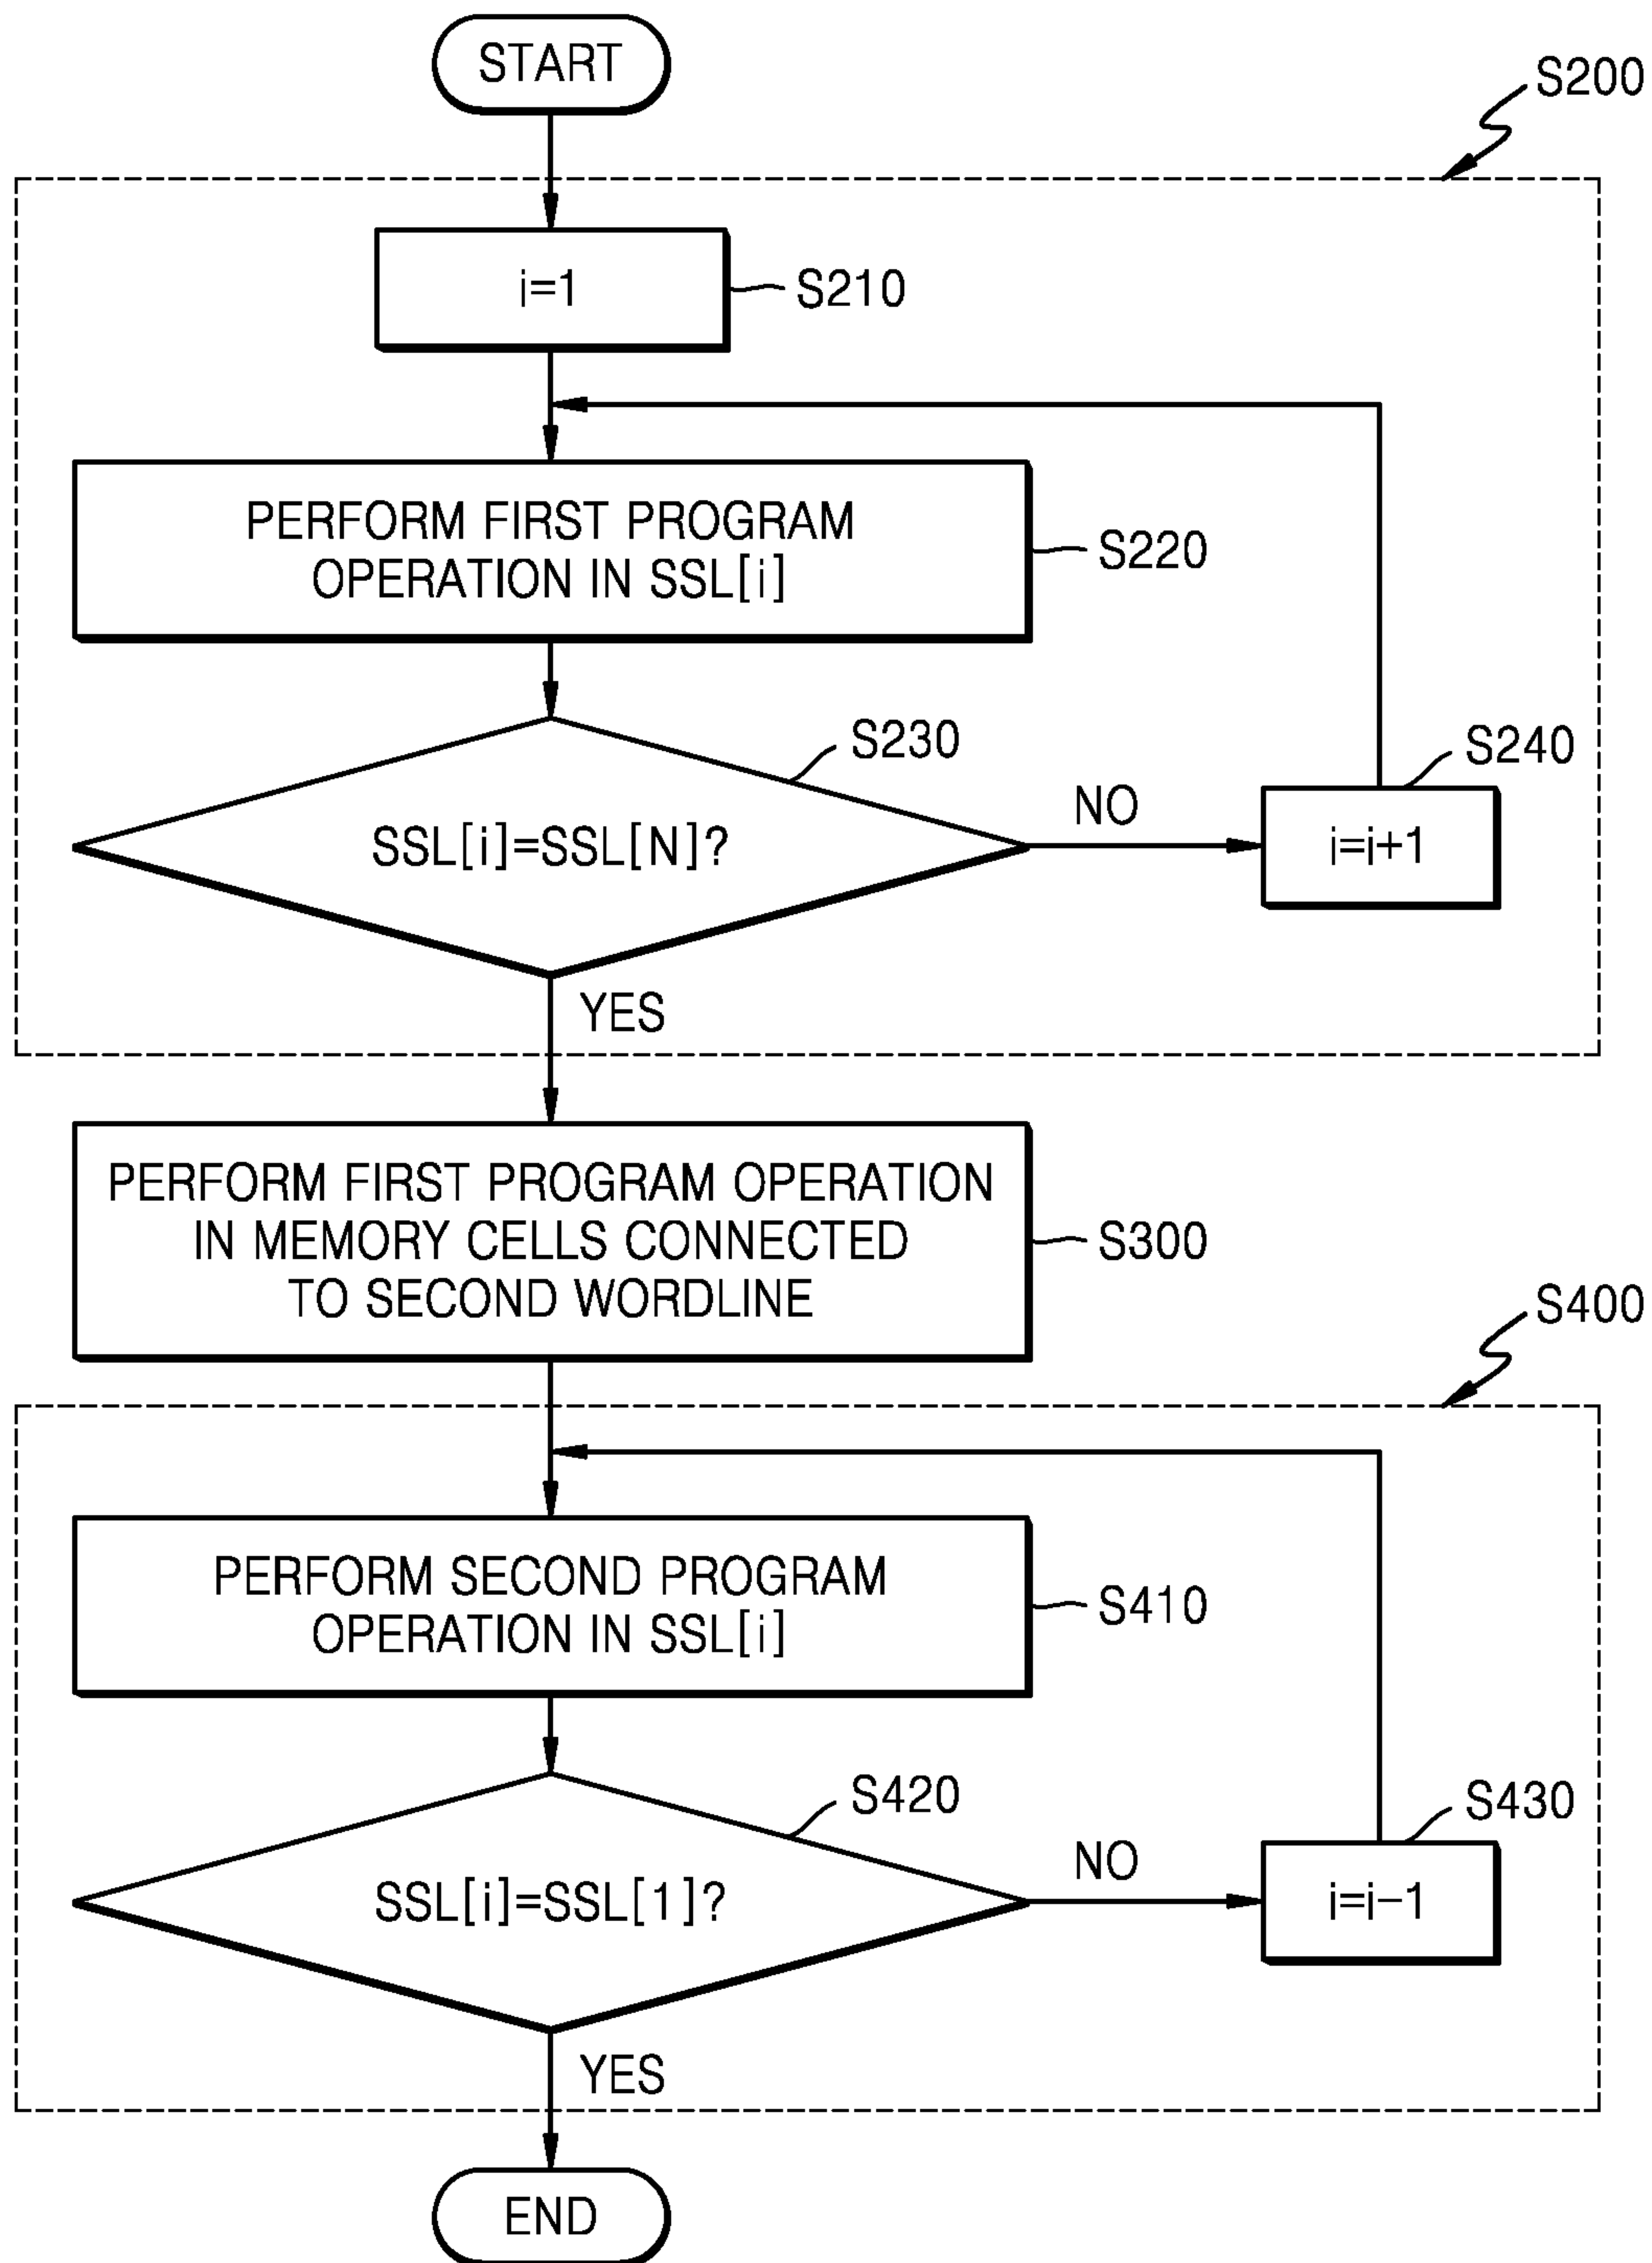 START
S200
i=1
S210
PERFORM FIRST PROGRAM
OPERATION IN SSL[i]
S220
S230
SSL[i]=SSL[N]?
NO
S240
i=i+1
YES
PERFORM FIRST PROGRAM OPERATION
IN MEMORY CELLS CONNECTED
TO SECOND WORDLINE
S300
S400
PERFORM SECOND PROGRAM
OPERATION IN SSL[i]
S410
S420
SSL[i]=SSL[1]?
NO
S430
i=i−1
YES
END